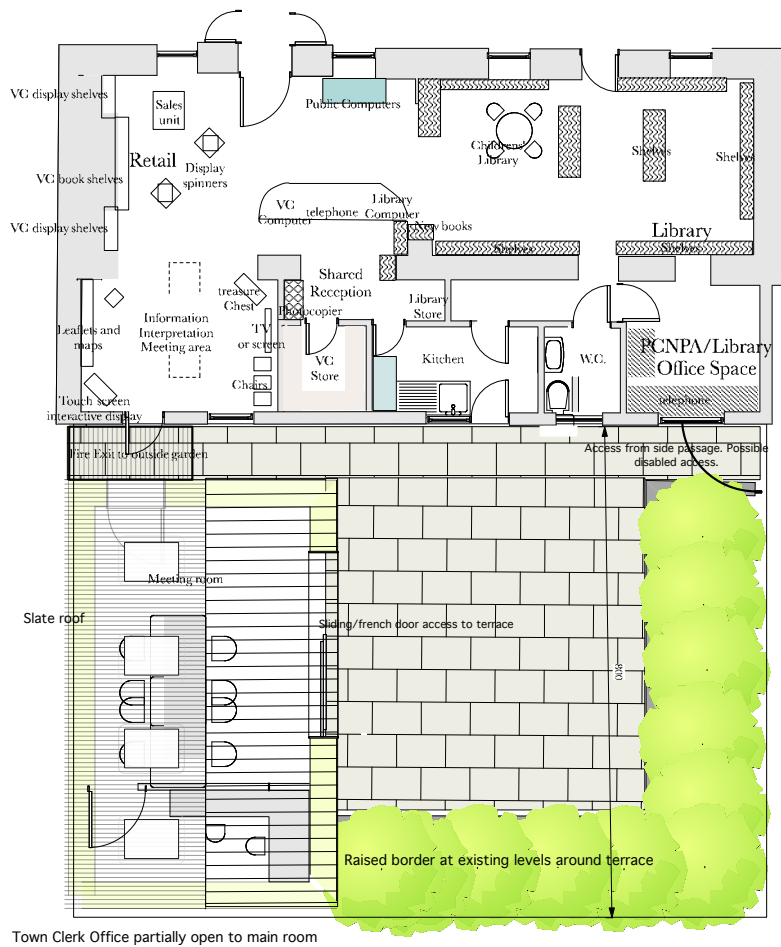 VC display shelves
Sales
unit
Public Computers
Retail
Display
spinners
Childrens'
Library
Shelves
Shelves
VC book shelves
VC
Computer
telephone
Library
Computer
New books
VC display shelves
Library
Shelves
Shelves
Shared
Reception
treasure
Chest
Photocopier
Library
Store
Information
Interpretation
Meeting area
Leaflets and
maps
TV
or screen
VC
Store
Kitchen
W.C.
PCNPA/Library
Office Space
Chairs
telephone
Touch screen
interactive display
Fire Exit to outside garden
Access from side passage. Possible
disabled access.
Meeting room
Slate roof
Sliding/french door access to terrace
Raised border at existing levels around terrace
Town Clerk Office partially open to main room